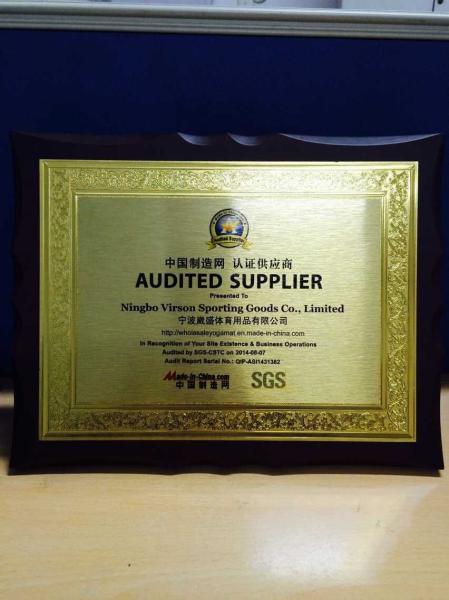 Audited Supplier
中国制造网 认证供应商
AUDITED SUPPLIER
Presented To
Ningbo Virson Sporting Goods Co., Limited
宁波崴盛体育用品有限公司
http://wholesaleyogamat.en.made-in-china.com
In Recognition of Your Site Existence & Business Operations
Audited by SGS-CSTC on 2014-08-07
Audit Report Serial No.: QIP-ASI1431382
Made-in-China.com
中国制造网
SGS